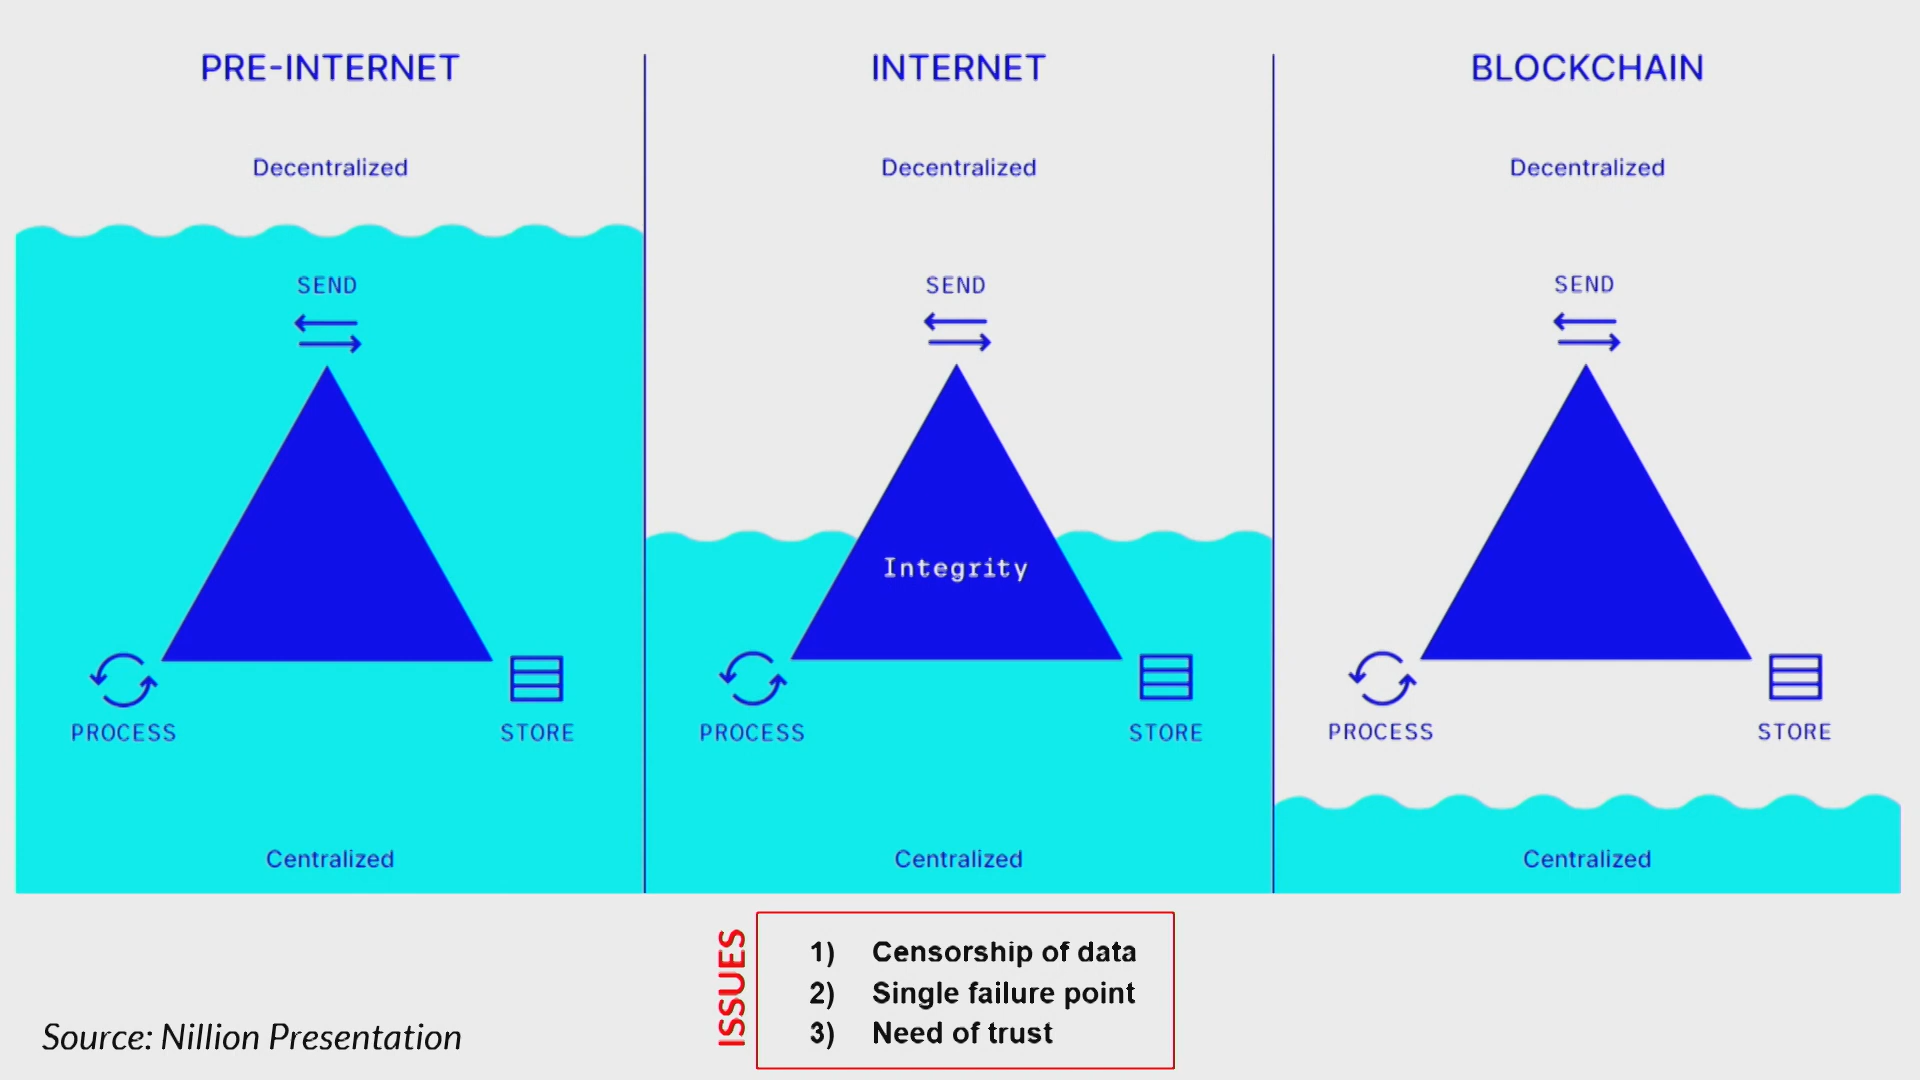 PRE-INTERNET
Decentralized
SEND
PROCESS
STORE
Centralized
INTERNET
Decentralized
SEND
Integrity
PROCESS
STORE
Centralized
BLOCKCHAIN
Decentralized
SEND
PROCESS
STORE
Centralized
ISSUES
1) Censorship of data
2) Single failure point
3) Need of trust
Source: Nillion Presentation